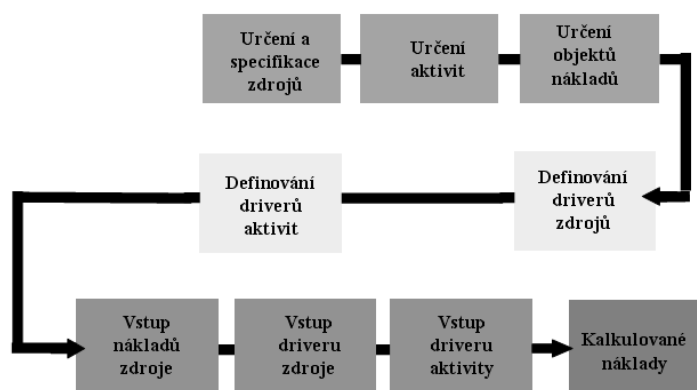 Určení a
specifikace
zdrojů
Určení
aktivit
Určení
objektů
nákladů
Definování
driverů
zdrojů
Definování
driverů
aktivit
Vstup
nákladů
zdroje
Vstup
driveru
zdroje
Vstup
driveru
aktivity
Kalkulované
náklady